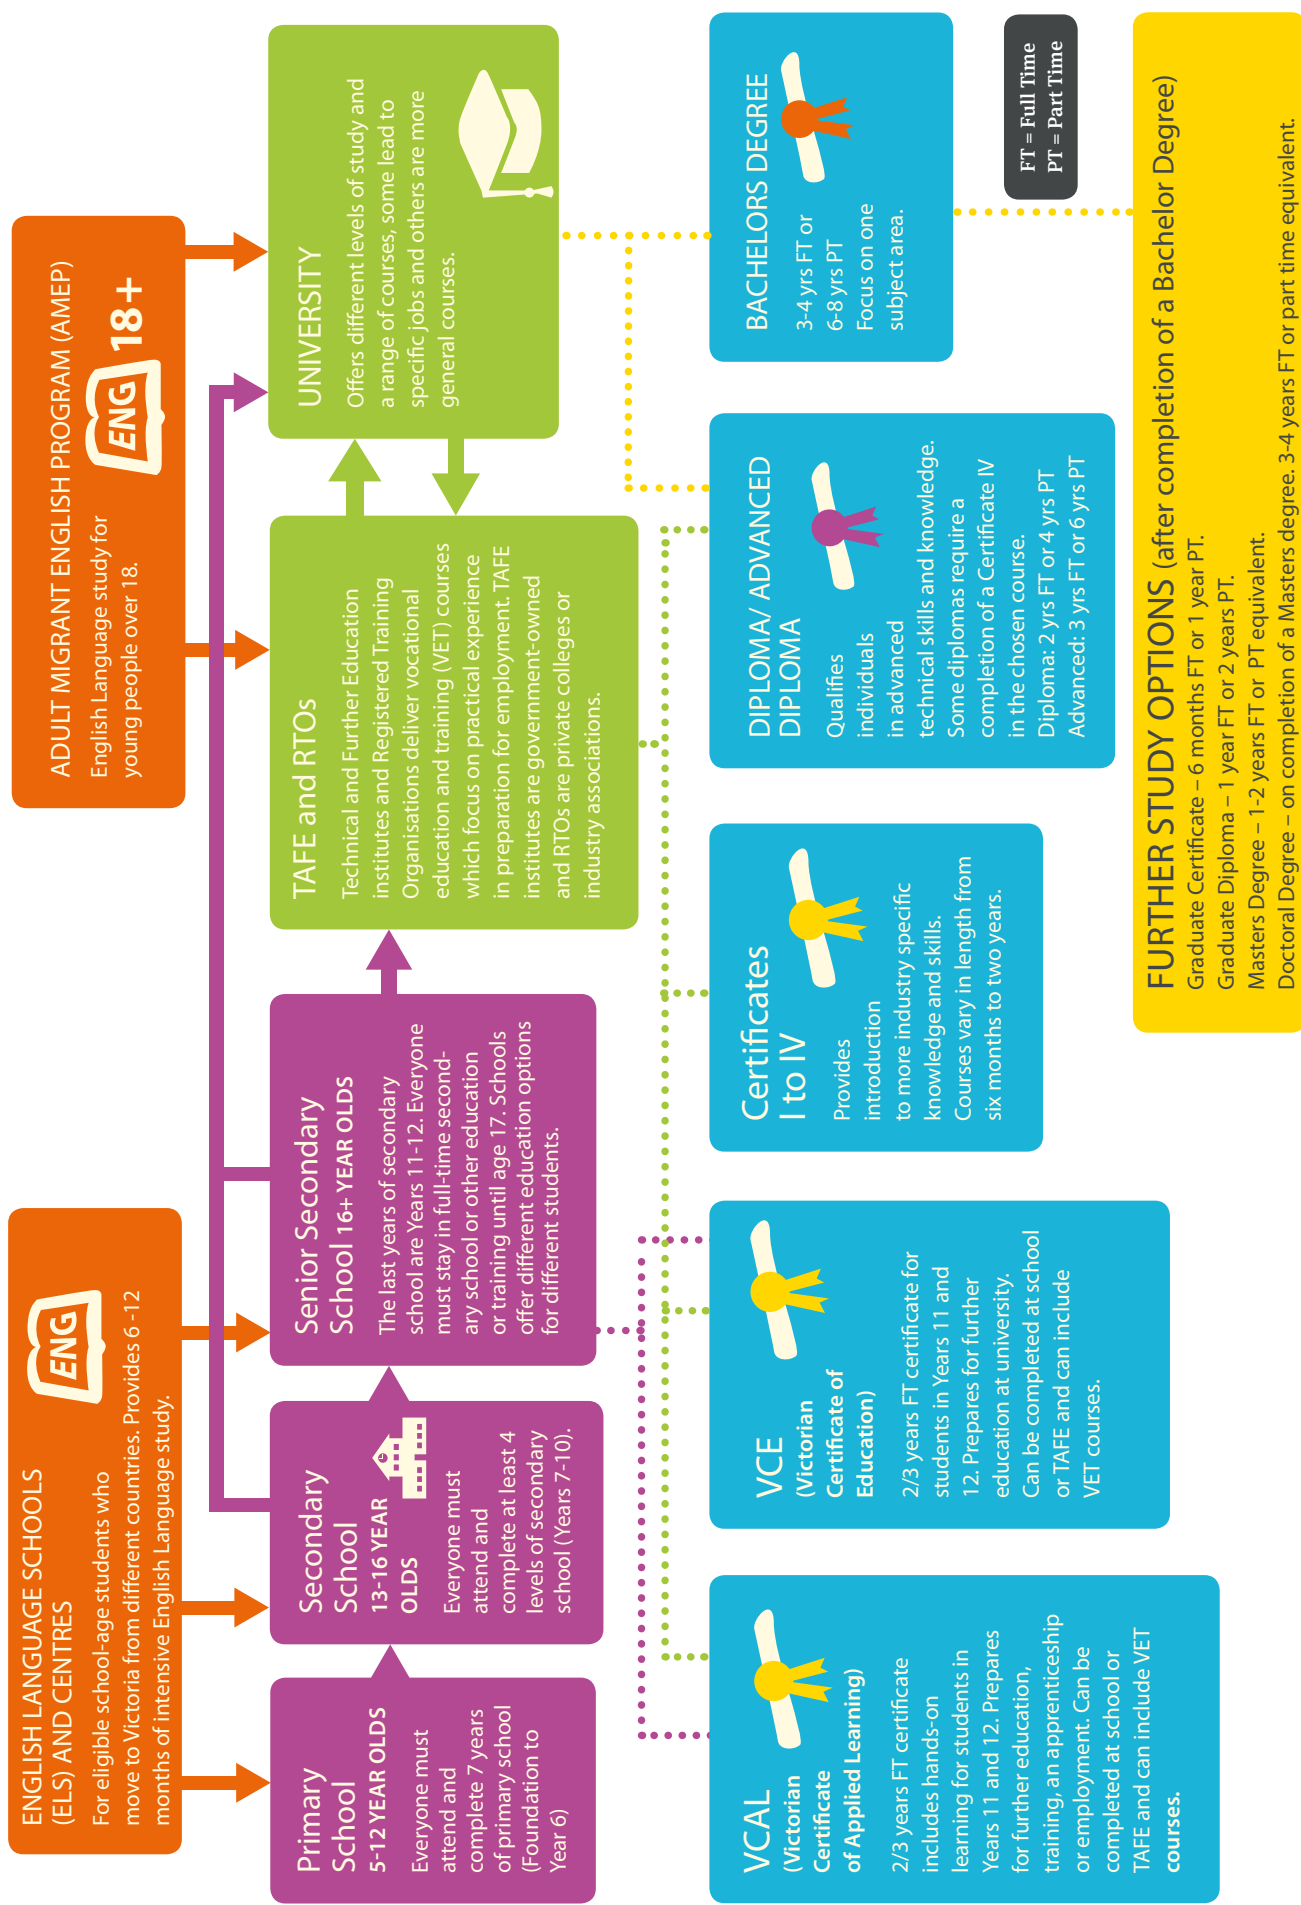 ENGLISH LANGUAGE SCHOOLS
(ELS) AND CENTRES
For eligible school-age students who
move to Victoria from different countries. Provides 6 -12
months of intensive English Language study.
ENG
ADULT MIGRANT ENGLISH PROGRAM (AMEP)
English Language study for
young people over 18.
ENG
18+
Primary
School
5-12 YEAR OLDS
Everyone must
attend and
complete 7 years
of primary school
(Foundation to
Year 6)
Secondary
School
13-16 YEAR
OLDS
Everyone must
attend and
complete at least 4
levels of secondary
school (Years 7-10).
Senior Secondary
School 16+ YEAR OLDS
The last years of secondary
school are Years 11-12. Everyone
must stay in full-time second-
ary school or other education
or training until age 17. Schools
offer different education options
for different students.
TAFE and RTOs
Technical and Further Education
institutes and Registered Training
Organisations deliver vocational
education and training (VET) courses
which focus on practical experience
in preparation for employment. TAFE
institutes are government-owned
and RTOs are private colleges or
industry associations.
UNIVERSITY
Offers different levels of study and
a range of courses, some lead to
specific jobs and others are more
general courses.
VCAL
(Victorian
Certificate
of Applied Learning)
2/3 years FT certificate
includes hands-on
learning for students in
Years 11 and 12. Prepares
for further education,
training, an apprenticeship
or employment. Can be
completed at school or
TAFE and can include VET
courses.
VCE
(Victorian
Certificate of
Education)
2/3 years FT certificate for
students in Years 11 and
12. Prepares for further
education at university.
Can be completed at school
or TAFE and can include
VET courses.
Certificates
I to IV
Provides
introduction
to more industry specific
knowledge and skills.
Courses vary in length from
six months to two years.
DIPLOMA/ ADVANCED
DIPLOMA
Qualifies
individuals
in advanced
technical skills and knowledge.
Some diplomas require a
completion of a Certificate IV
in the chosen course.
Diploma: 2 yrs FT or 4 yrs PT
Advanced: 3 yrs FT or 6 yrs PT
BACHELORS DEGREE
3-4 yrs FT or
6-8 yrs PT
Focus on one
subject area.
FT = Full Time
PT = Part Time
FURTHER STUDY OPTIONS (after completion of a Bachelor Degree)
Graduate Certificate – 6 months FT or 1 year PT.
Graduate Diploma – 1 year FT or 2 years PT.
Masters Degree – 1-2 years FT or PT equivalent.
Doctoral Degree – on completion of a Masters degree. 3-4 years FT or part time equivalent.